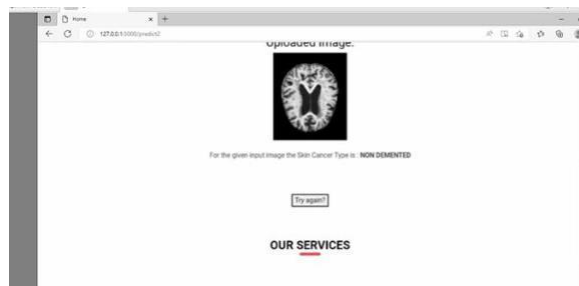 Home
127.0.0.1:5000/predict2
Uploaded Image:
For the given input image the Skin Cancer Type is : NON DEMENTED
Try again?
OUR SERVICES